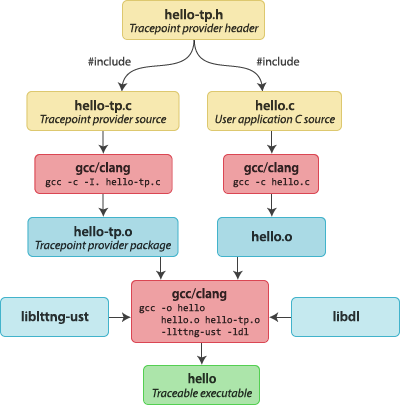 hello-tp.h
Tracepoint provider header
#include
#include
hello-tp.c
Tracepoint provider source
hello.c
User application C source
gcc/clang
gcc -c -I. hello-tp.c
gcc/clang
gcc -c hello.c
hello-tp.o
Tracepoint provider package
hello.o
gcc/clang
gcc -o hello
hello.o hello-tp.o
-llttng-ust -ldl
liblttng-ust
libdl
hello
Traceable executable